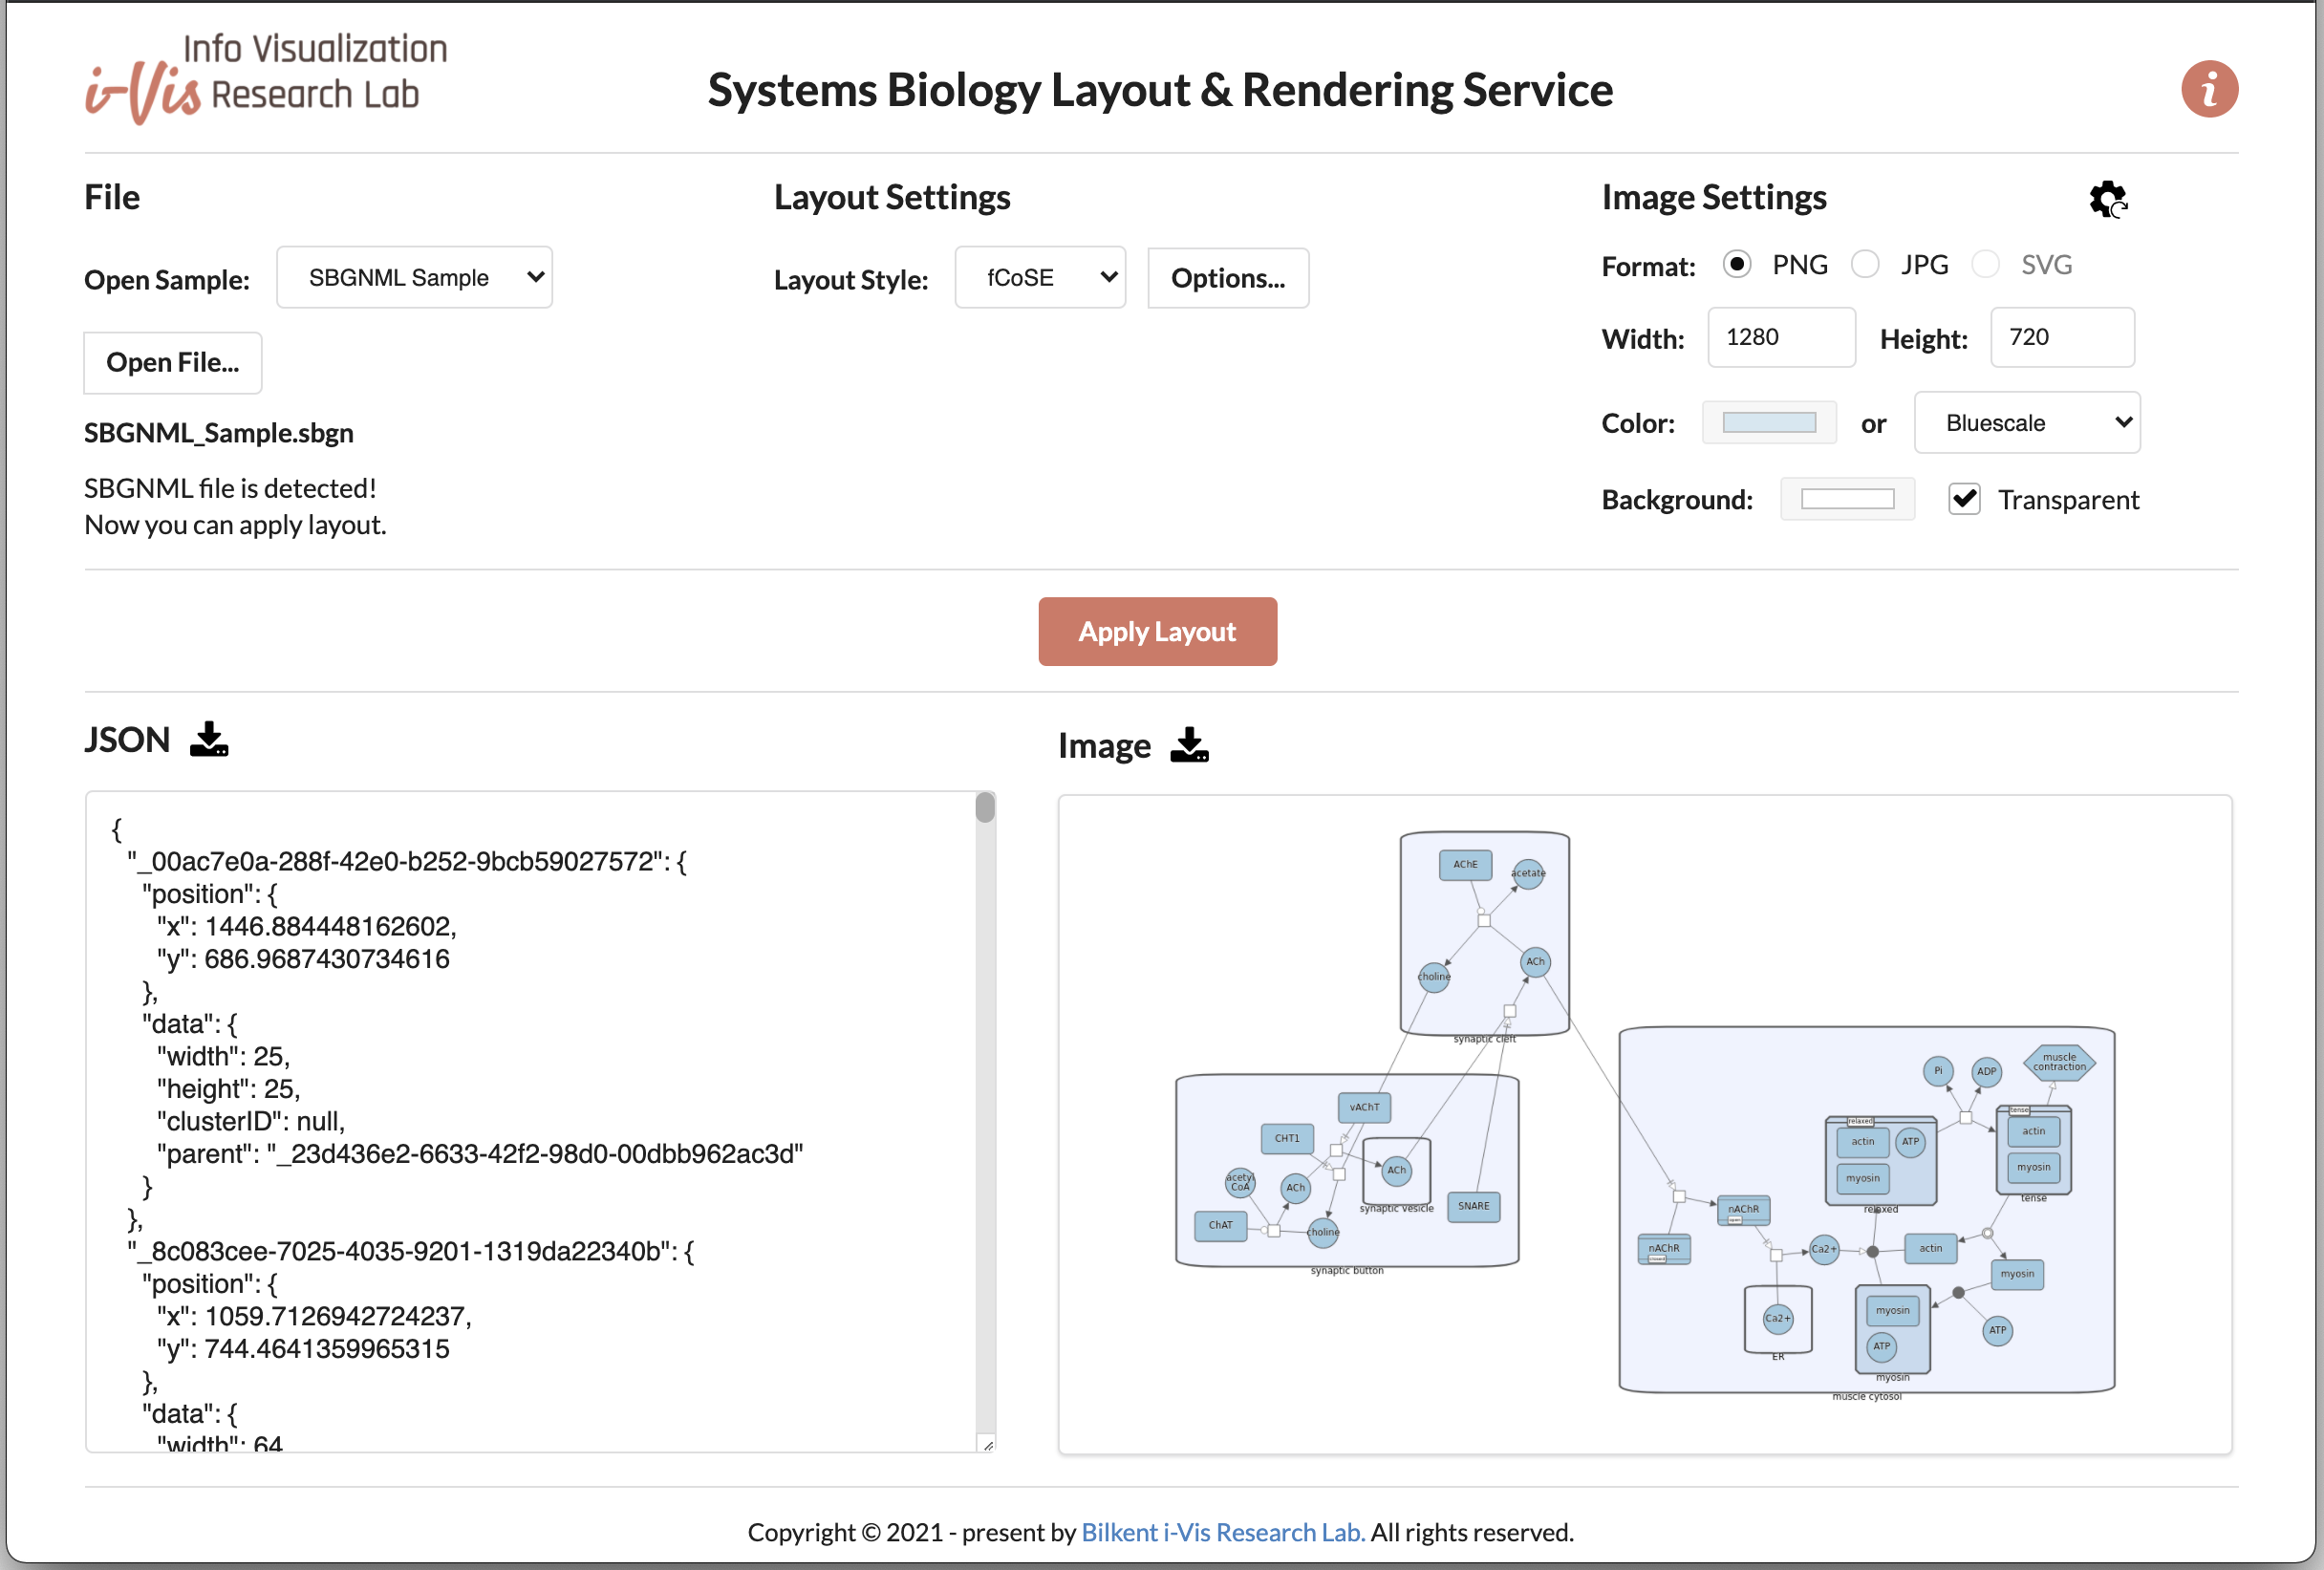 Info Visualization
i-Vis Research Lab
Systems Biology Layout & Rendering Service
i
File
Open Sample:
SBGNML Sample
Open File...
SBGNML_Sample.sbgn
SBGNML file is detected!
Now you can apply layout.
Layout Settings
Layout Style:
fCoSE
Options...
Image Settings
Format:
PNG
JPG
SVG
Width:
1280
Height:
720
Color:
or
Bluescale
Background:
Transparent
Apply Layout
JSON
{
"_00ac7e0a-288f-42e0-b252-9bcb59027572": {
"position": {
"x": 1446.884448162602,
"y": 686.9687430734616
},
"data": {
"width": 25,
"height": 25,
"clusterID": null,
"parent": "_23d436e2-6633-42f2-98d0-00dbb962ac3d"
}
},
"_8c083cee-7025-4035-9201-1319da22340b": {
"position": {
"x": 1059.7126942724237,
"y": 744.4641359965315
},
"data": {
"width": 64
Image
AChE
acetate
choline
ACh
synaptic cleft
vAChT
CHT1
acetyl
CoA
ACh
ACh
synaptic vesicle
SNARE
ChAT
choline
synaptic button
Pi
ADP
muscle
contraction
relaxed
actin
ATP
myosin
relaxed
tense
actin
myosin
tense
nAChR
open
nAChR
Ca2+
actin
myosin
Ca2+
ER
myosin
ATP
myosin
ATP
muscle cytosol
Copyright © 2021 - present by Bilkent i-Vis Research Lab. All rights reserved.